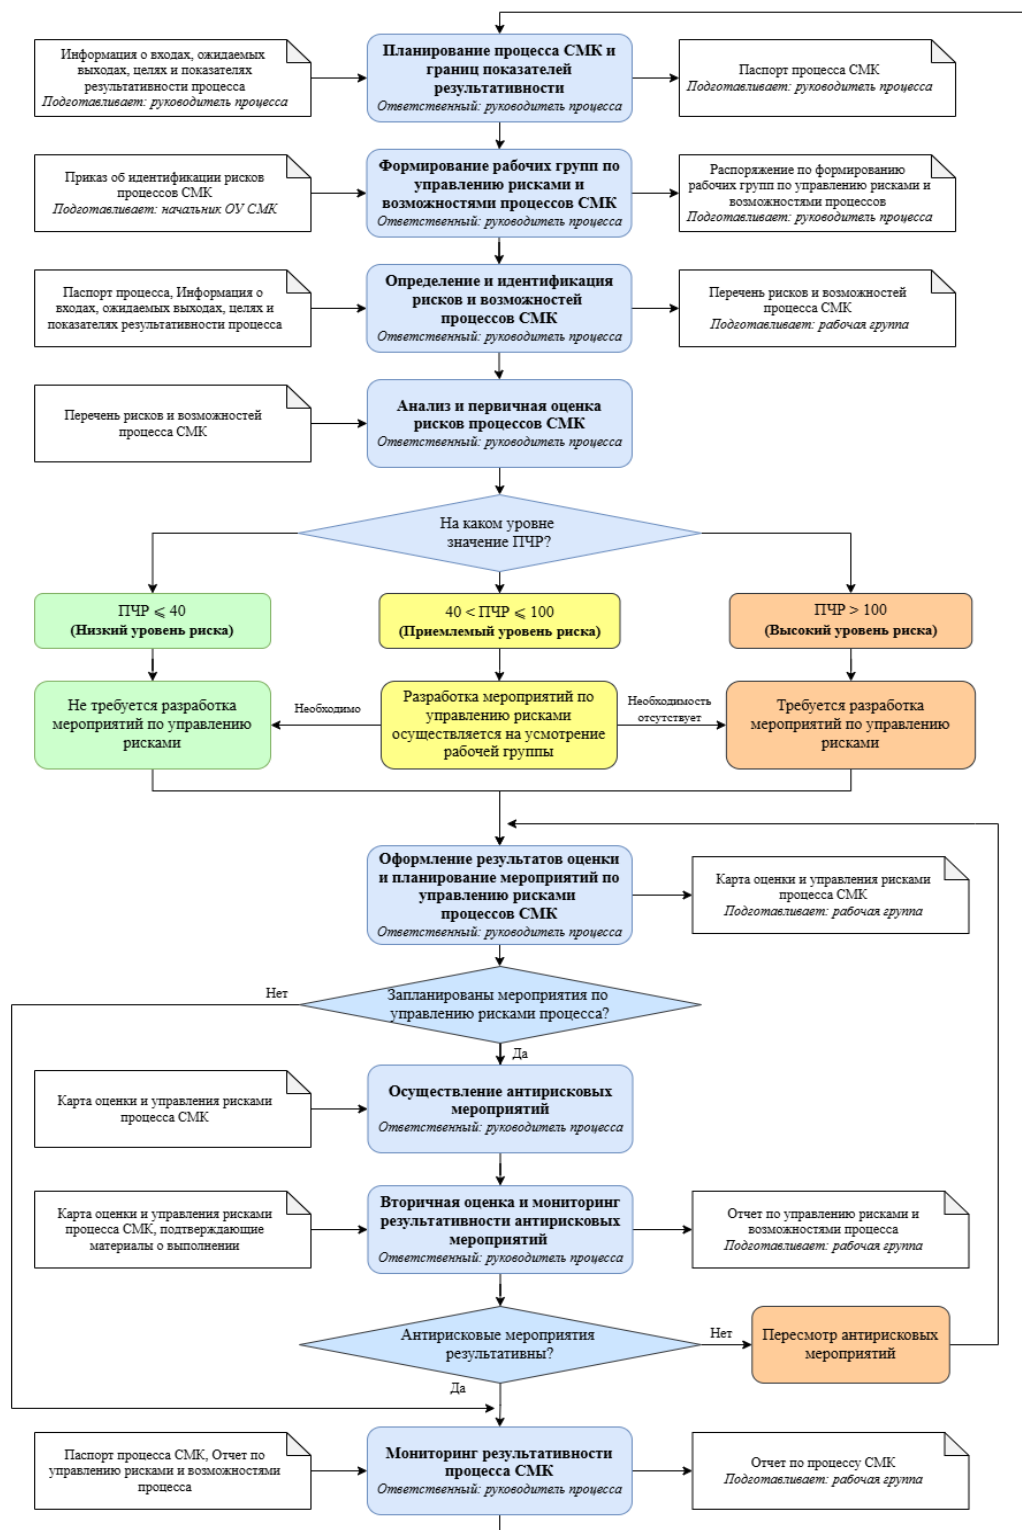 Информация о входах, ожидаемых
выходах, целях и показателях
результативности процесса
Подготавливает: руководитель процесса
Планирование процесса СМК и
границ показателей
результативности
Ответственный: руководитель процесса
Паспорт процесса СМК
Подготавливает: руководитель процесса
Приказ об идентификации рисков
процессов СМК
Подготавливает: начальник ОУ СМК
Формирование рабочих групп по
управлению рисками и
возможностями процессов СМК
Ответственный: руководитель процесса
Распоряжение по формированию
рабочих групп по управлению рисками и
возможностями процессов
Подготавливает: руководитель процесса
Паспорт процесса, Информация о
входах, ожидаемых выходах, целях и
показателях результативности процесса
Определение и идентификация
рисков и возможностей
процессов СМК
Ответственный: руководитель процесса
Перечень рисков и возможностей
процесса СМК
Подготавливает: рабочая группа
Перечень рисков и возможностей
процесса СМК
Анализ и первичная оценка
рисков процессов СМК
Ответственный: руководитель процесса
На каком уровне
значение ПЧР?
ПЧР ⩽ 40
(Низкий уровень риска)
40 < ПЧР ⩽ 100
(Приемлемый уровень риска)
ПЧР > 100
(Высокий уровень риска)
Не требуется разработка
мероприятий по управлению
рисками
Необходимо
Разработка мероприятий по
управлению рисками
осуществляется на усмотрение
рабочей группы
Необходимость
отсутствует
Требуется разработка
мероприятий по управлению
рисками
Оформление результатов оценки
и планирование мероприятий по
управлению рисками
процессов СМК
Ответственный: руководитель процесса
Карта оценки и управления рисками
процесса СМК
Подготавливает: рабочая группа
Нет
Запланированы мероприятия по
управлению рисками процесса?
Да
Карта оценки и управления рисками
процесса СМК
Осуществление антирисковых
мероприятий
Ответственный: руководитель процесса
Карта оценки и управления рисками
процесса СМК, подтверждающие
материалы о выполнении
Вторичная оценка и мониторинг
результативности антирисковых
мероприятий
Ответственный: руководитель процесса
Отчет по управлению рисками и
возможностями процесса
Подготавливает: рабочая группа
Антирисковые мероприятия
результативны?
Нет
Пересмотр антирисковых
мероприятий
Да
Паспорт процесса СМК, Отчет по
управлению рисками и возможностями
процесса
Мониторинг результативности
процесса СМК
Ответственный: руководитель процесса
Отчет по процессу СМК
Подготавливает: рабочая группа